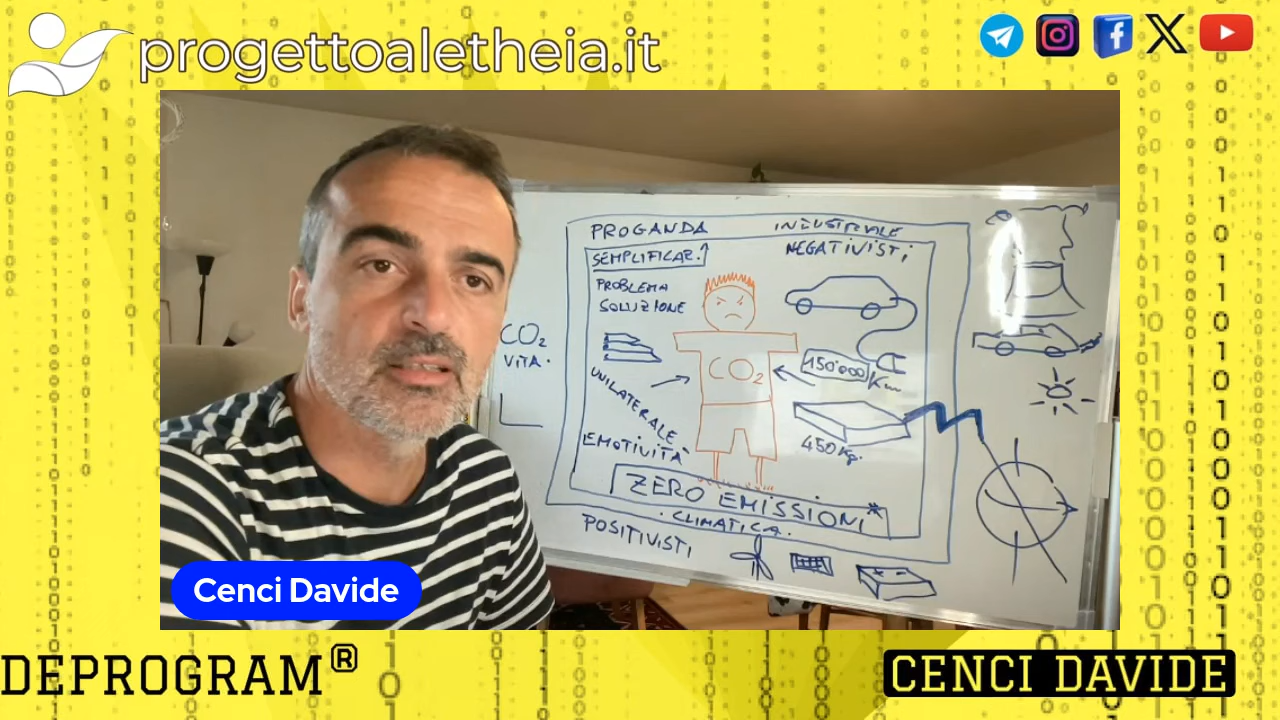 progettoaletheia.it
PROGANDA INDUSTRIALE
SEMPLIFICAR.
NEGATIVISTI
PROBLEMA
SOLUZIONE
CO₂
VITA.
CO₂
150'000
Km
UNILATERALE
450 Kg.
EMOTIVITÀ
ZERO EMISSIONI*
CLIMATICA.
POSITIVISTI
Cenci Davide
DEPROGRAM®
CENCI DAVIDE